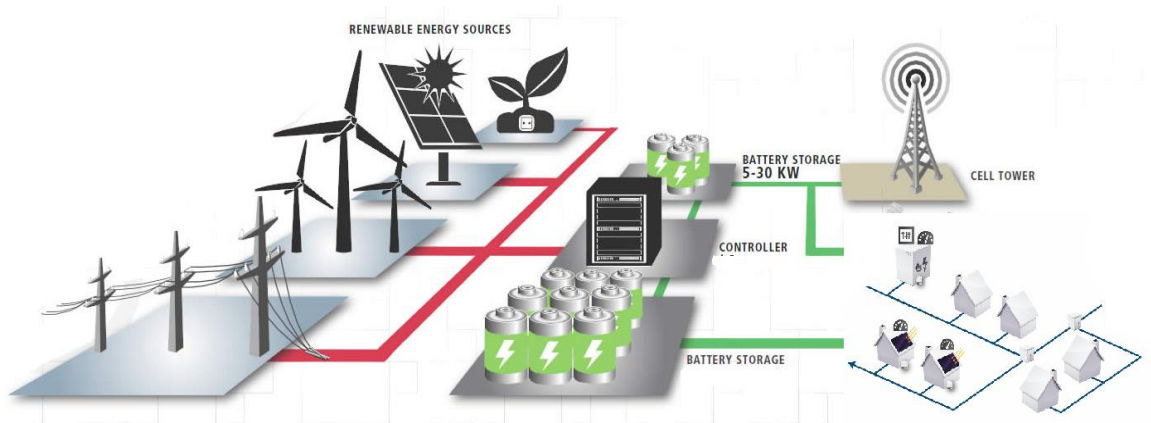 RENEWABLE ENERGY SOURCES
BATTERY STORAGE
5-30 KW
CELL TOWER
CONTROLLER
BATTERY STORAGE